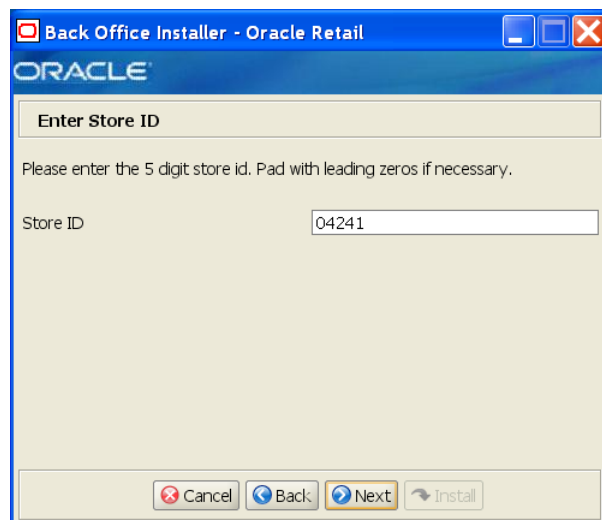 Back Office Installer - Oracle Retail
ORACLE
Enter Store ID
Please enter the 5 digit store id. Pad with leading zeros if necessary.
Store ID 04241
Cancel Back Next Install